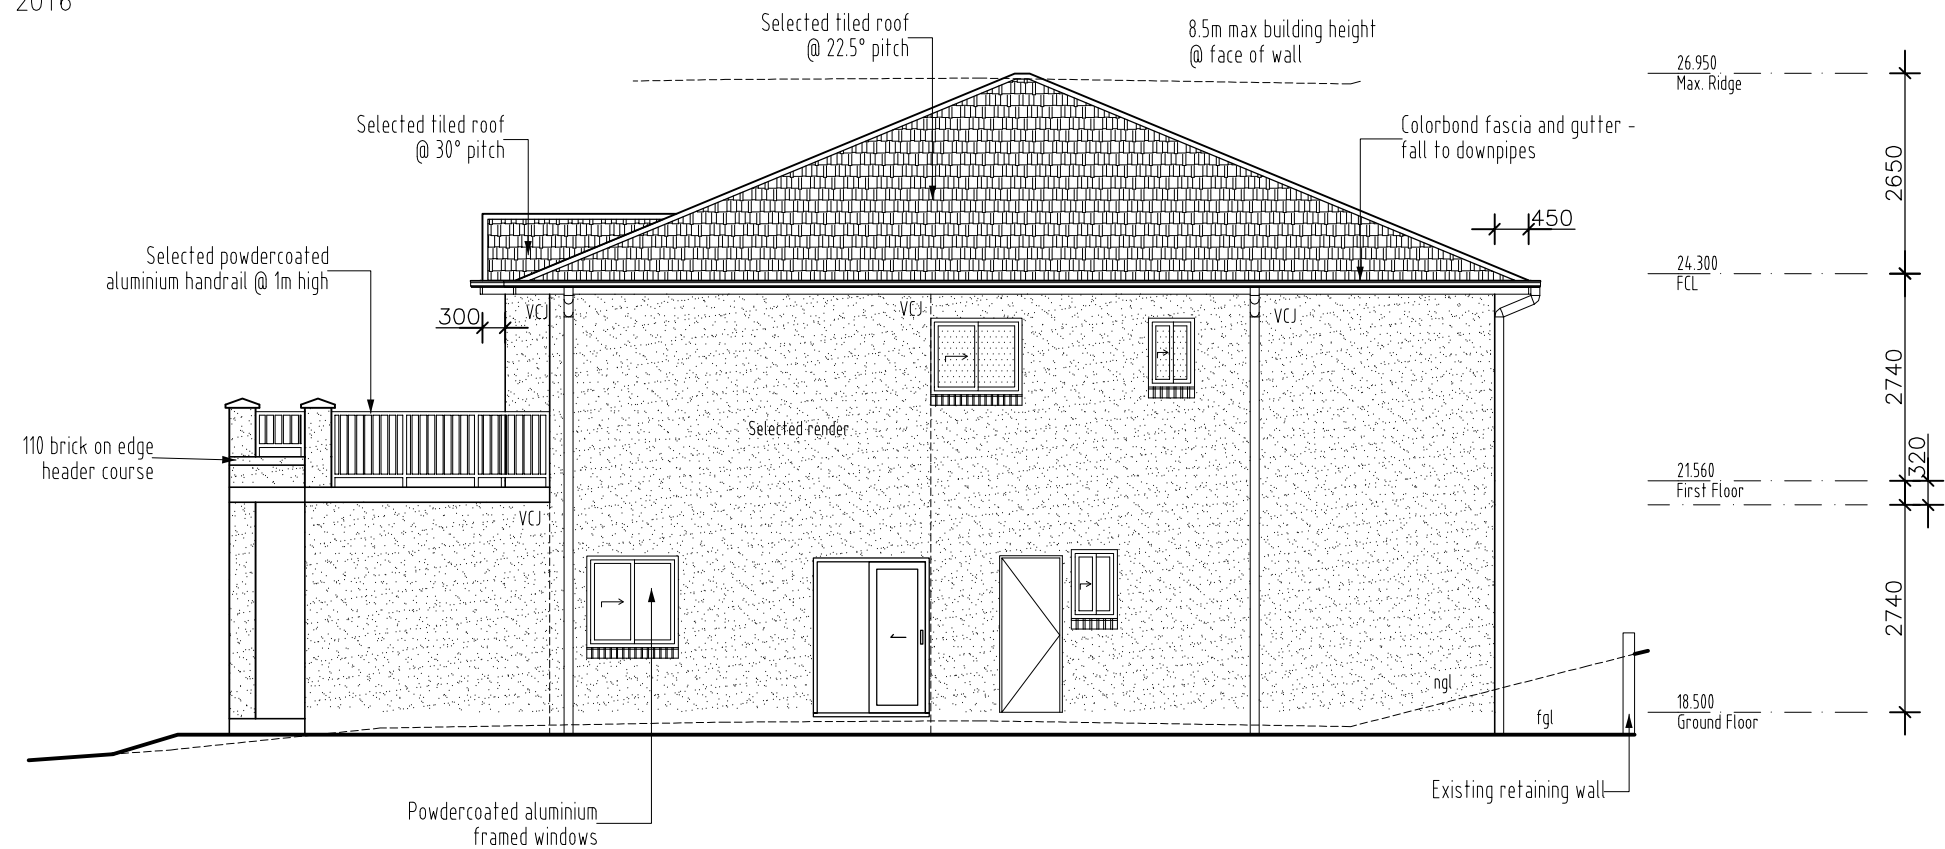 2016
Selected tiled roof
@ 22.5° pitch
8.5m max building height
@ face of wall
26.950
Max. Ridge
Selected tiled roof
@ 30° pitch
Colorbond fascia and gutter -
fall to downpipes
2650
450
Selected powdercoated
aluminium handrail @ 1m high
24.300
FCL
300
VCJ
VCJ
VCJ
2740
Selected render
110 brick on edge
header course
21.560
First Floor
320
VCJ
2740
ngl
18.500
Ground Floor
fgl
Existing retaining wall
Powdercoated aluminium
framed windows